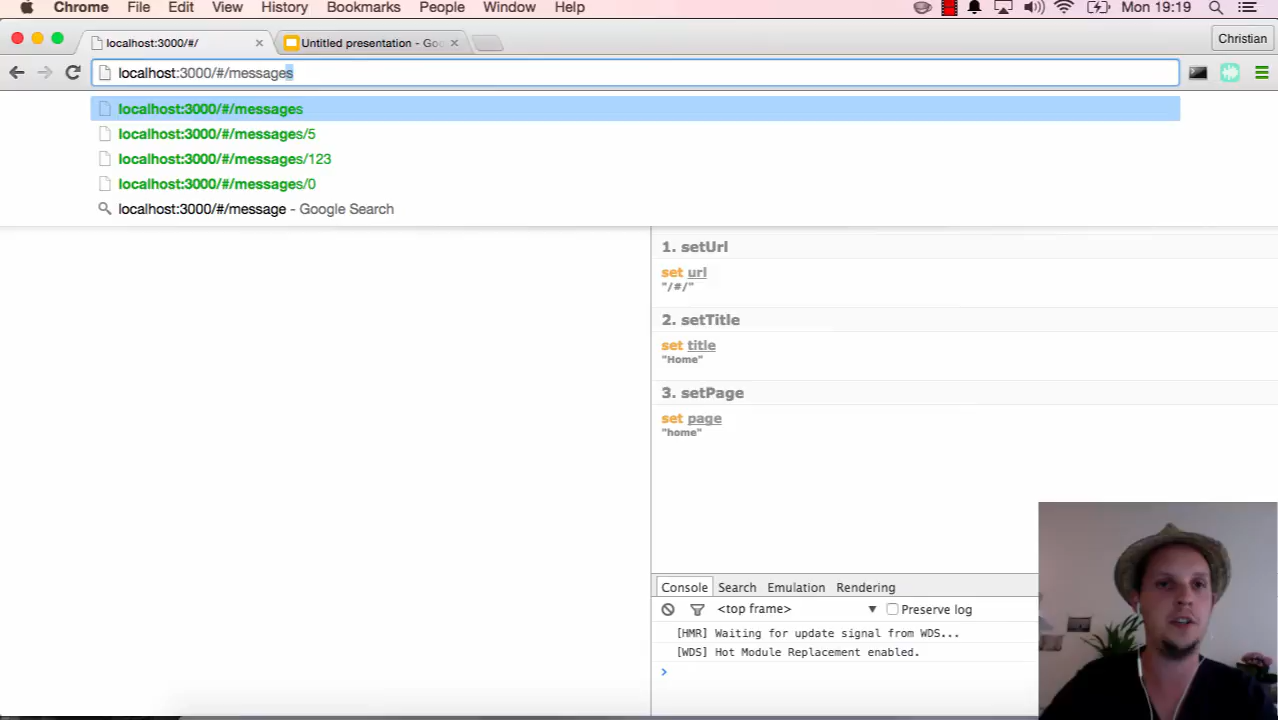 Chrome File Edit View History Bookmarks People Window Help Mon 19:19
localhost:3000/#/ Untitled presentation - Goo Christian
localhost:3000/#/messages
localhost:3000/#/messages
localhost:3000/#/messages/5
localhost:3000/#/messages/123
localhost:3000/#/messages/0
localhost:3000/#/message - Google Search
1. setUrl
set url
"/#/"
2. setTitle
set title
"Home"
3. setPage
set page
"home"
Console Search Emulation Rendering
<top frame> Preserve log
[HMR] Waiting for update signal from WDS...
[WDS] Hot Module Replacement enabled.
>